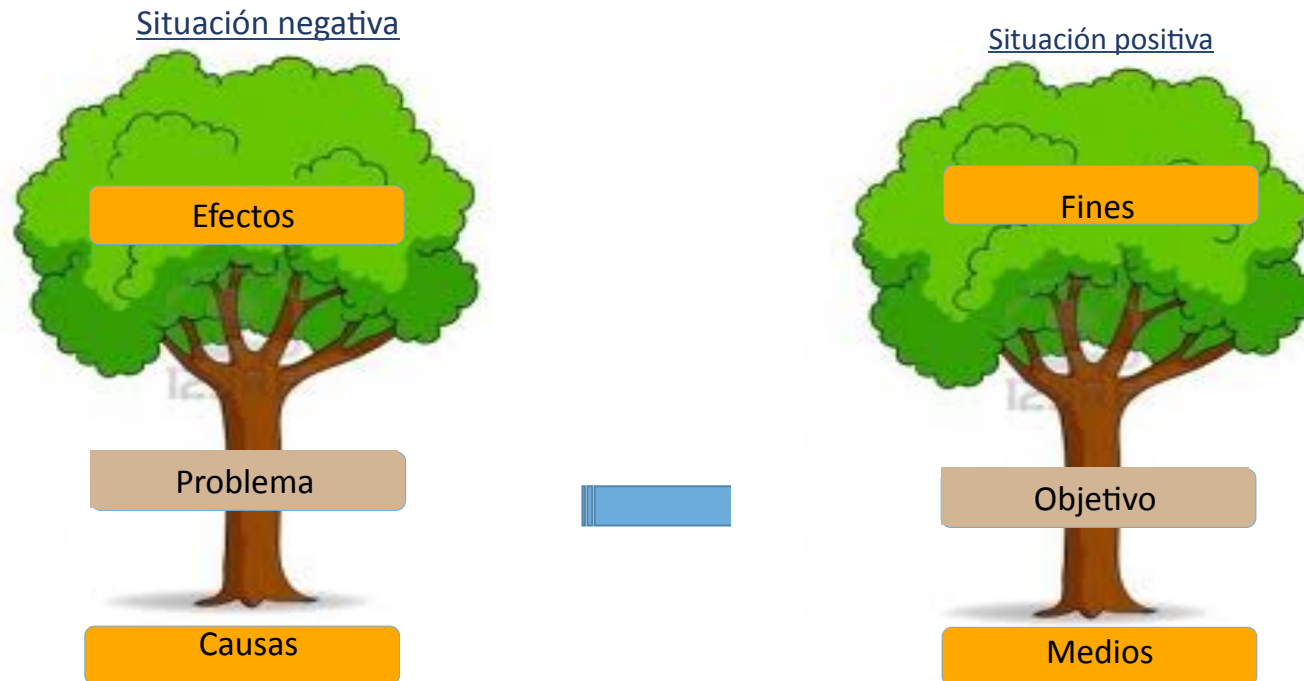 Situación negativa
Situación positiva
Efectos
Fines
Problema
Objetivo
Causas
Medios